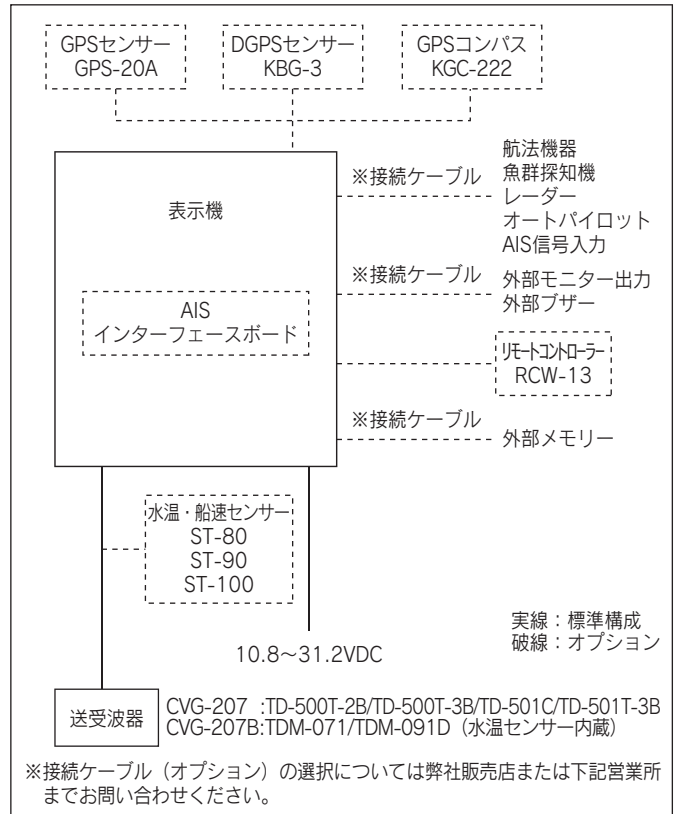 GPSセンサー
GPS-20A
DGPSセンサー
KBG-3
GPSコンパス
KGC-222
表示機
AIS
インターフェースボード
※接続ケーブル
航法機器
魚群探知機
レーダー
オートパイロット
AIS信号入力
※接続ケーブル
外部モニター出力
外部ブザー
リモートコントローラー
RCW-13
※接続ケーブル
外部メモリー
水温・船速センサー
ST-80
ST-90
ST-100
10.8～31.2VDC
実線：標準構成
破線：オプション
送受波器
CVG-207 :TD-500T-2B/TD-500T-3B/TD-501C/TD-501T-3B
CVG-207B:TDM-071/TDM-091D（水温センサー内蔵）
※接続ケーブル（オプション）の選択については弊社販売店または下記営業所
までお問い合わせください。